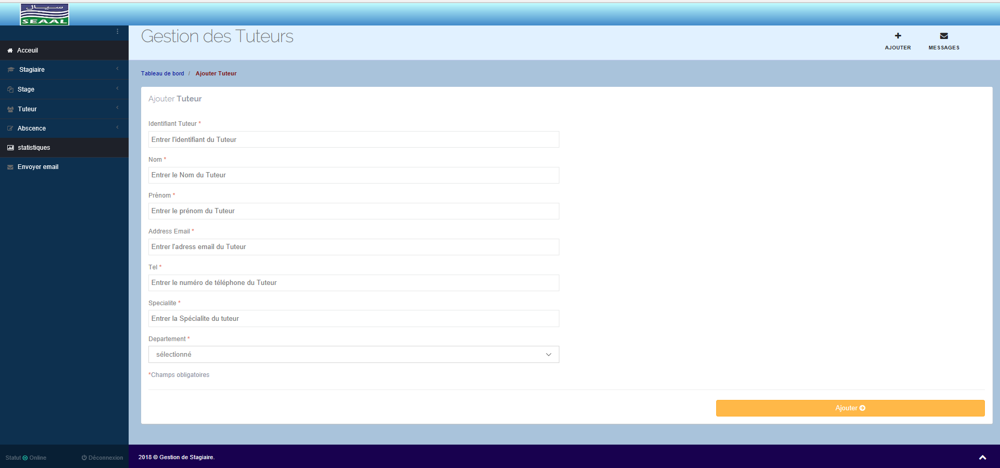 سيال
SEAAL
Gestion des Tuteurs
AJOUTER
MESSAGES
Acceuil
Stagiaire
Stage
Tuteur
Abscence
statistiques
Envoyer email
Tableau de bord / Ajouter Tuteur
Ajouter Tuteur
Identifiant Tuteur *
Entrer l'identifiant du Tuteur
Nom *
Entrer le Nom du Tuteur
Prénom *
Entrer le prénom du Tuteur
Address Email *
Entrer l'adress email du Tuteur
Tel *
Entrer le numéro de téléphone du Tuteur
Specialite *
Entrer la Spécialite du tuteur
Departement *
sélectionné
*Champs obligatoires
Ajouter
Statut Online
Déconnexion
2018 © Gestion de Stagiaire.